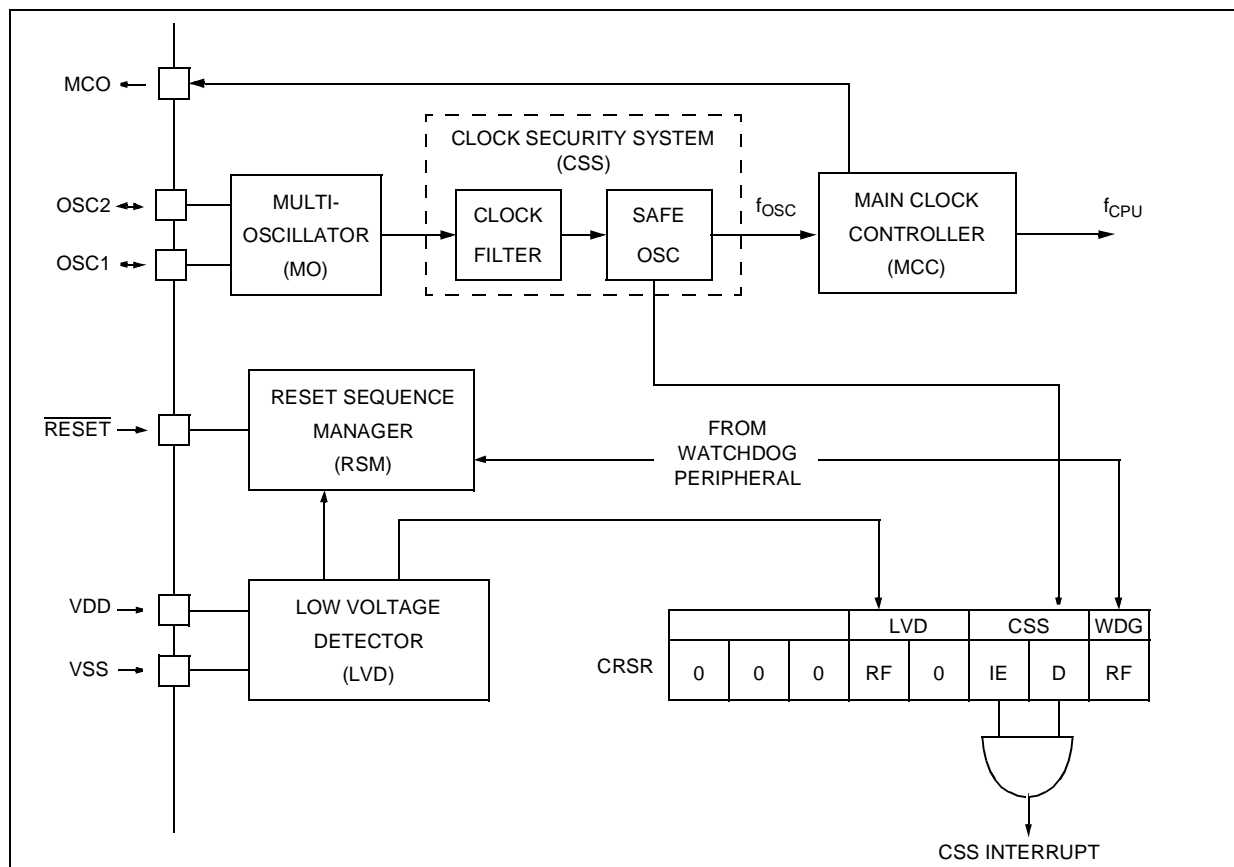 MCO
CLOCK SECURITY SYSTEM
(CSS)
OSC2
OSC1
MULTI-
OSCILLATOR
(MO)
CLOCK
FILTER
SAFE
OSC
fOSC
MAIN CLOCK
CONTROLLER
(MCC)
fCPU
RESET
RESET SEQUENCE
MANAGER
(RSM)
FROM
WATCHDOG
PERIPHERAL
VDD
VSS
LOW VOLTAGE
DETECTOR
(LVD)
LVD CSS WDG
CRSR 0 0 0 RF 0 IE D RF
CSS INTERRUPT